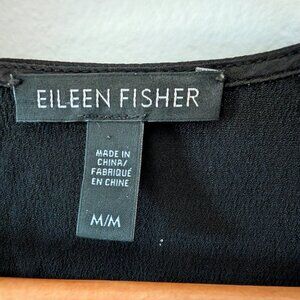 EILEEN FISHER
MADE IN
CHINA/
FABRIQUÉ
EN CHINE
M/M